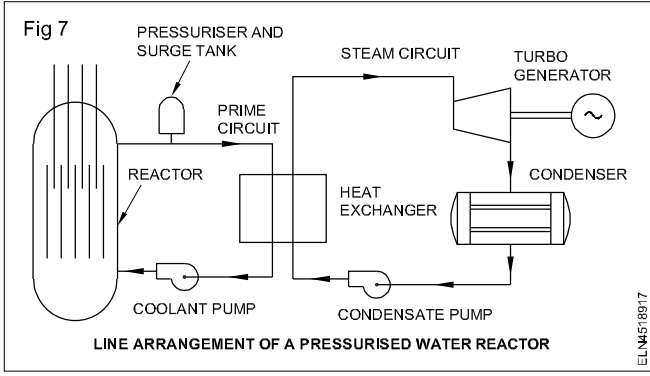 Fig 7
PRESSURISER AND
SURGE TANK
STEAM CIRCUIT
TURBO
GENERATOR
PRIME
CIRCUIT
REACTOR
HEAT
EXCHANGER
CONDENSER
COOLANT PUMP
CONDENSATE PUMP
LINE ARRANGEMENT OF A PRESSURISED WATER REACTOR
ELN4518917